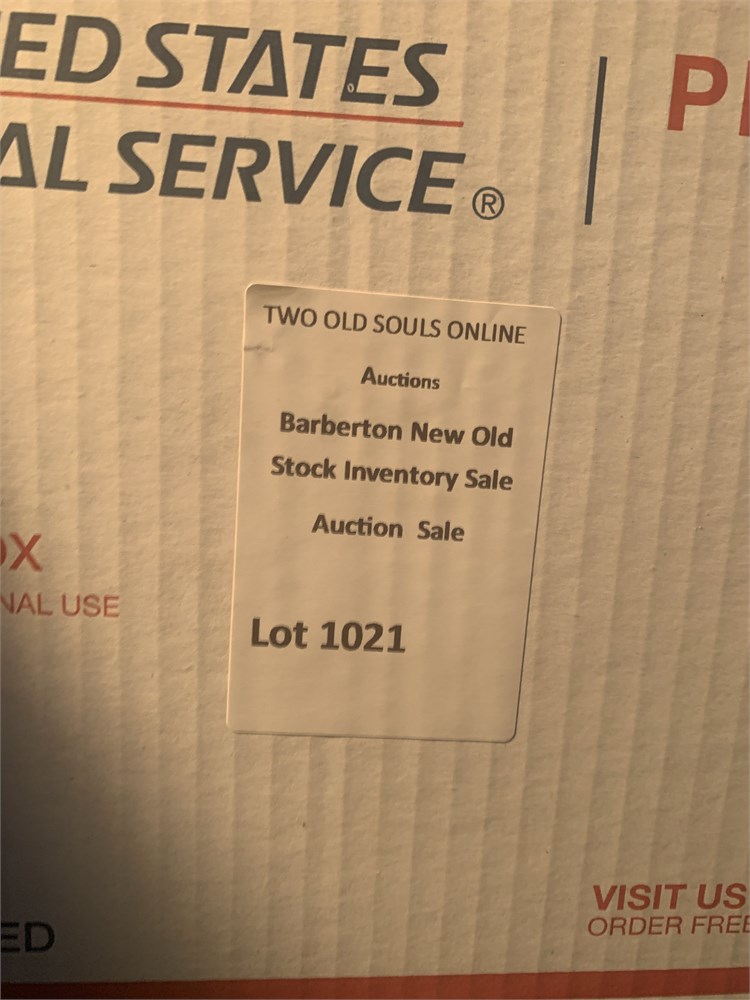 ED STATES
AL SERVICE®
P
TWO OLD SOULS ONLINE
Auctions
Barberton New Old
Stock Inventory Sale
Auction Sale
Lot 1021
OX
NAL USE
VISIT US
ORDER FREE
ED